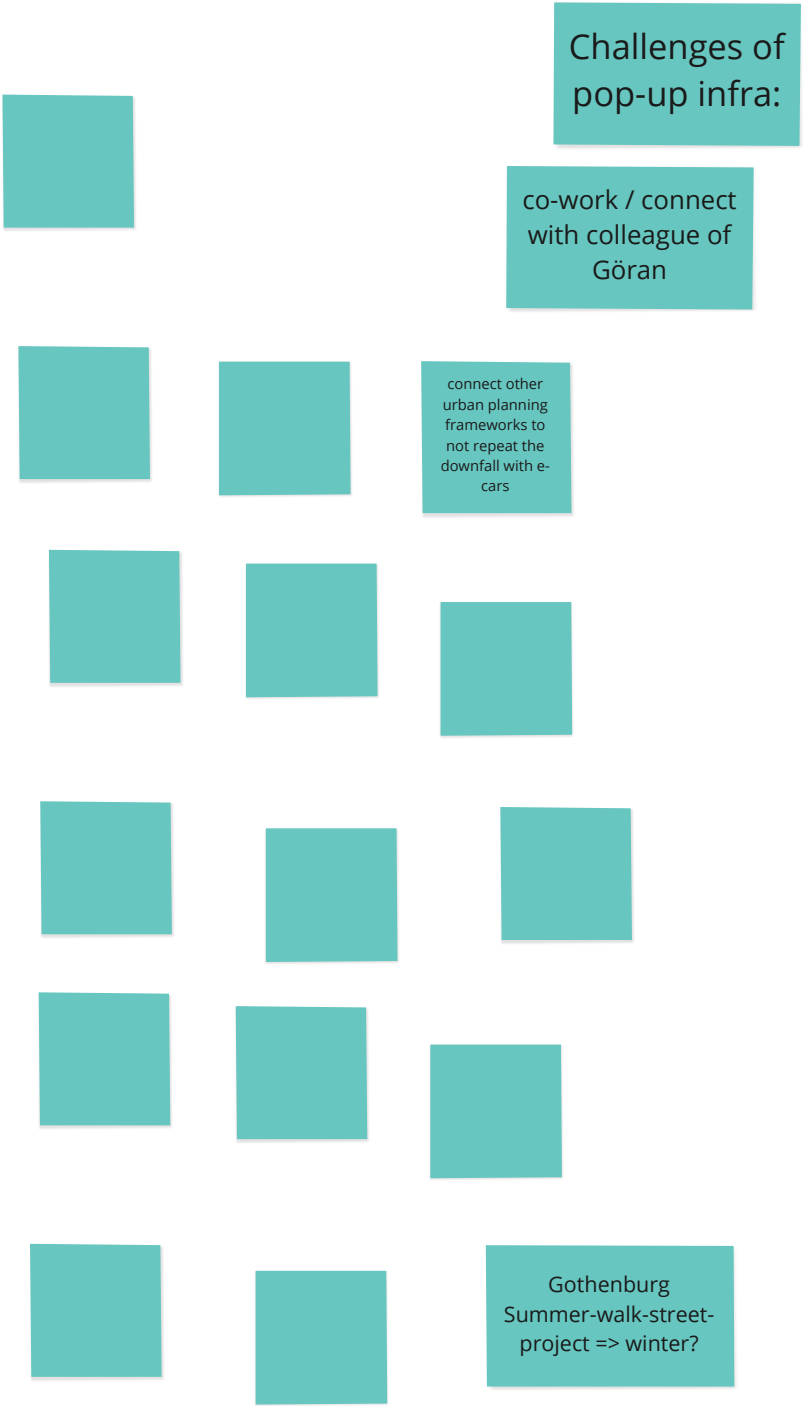 Challenges of
pop-up infra:
co-work / connect
with colleague of
Göran
connect other
urban planning
frameworks to
not repeat the
downfall with e-
cars
Gothenburg
Summer-walk-street-
project => winter?